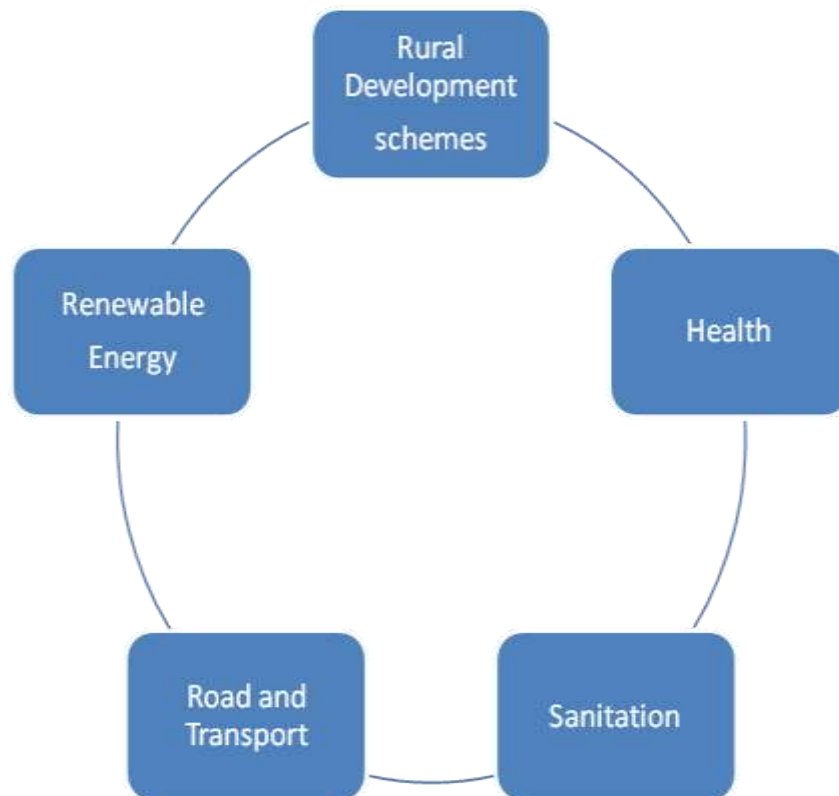 Rural
Development
schemes
Health
Sanitation
Road and
Transport
Renewable
Energy